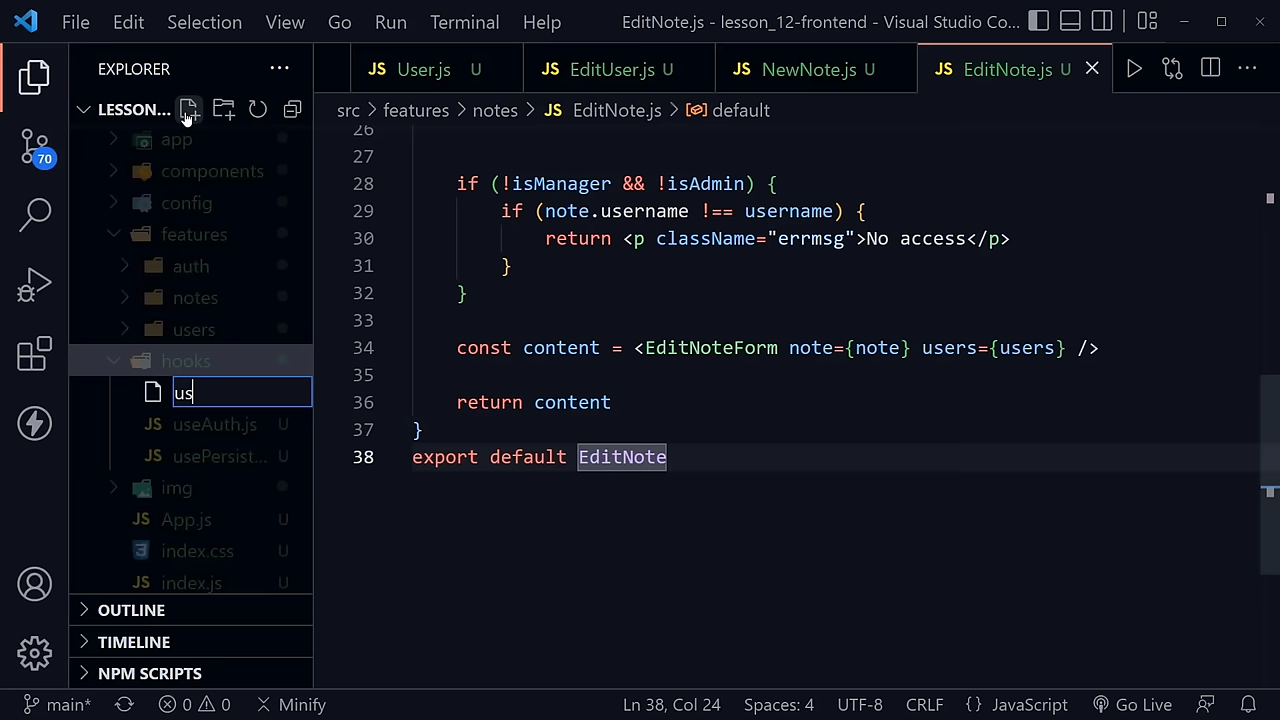 File Edit Selection View Go Run Terminal Help EditNote.js - lesson_12-frontend - Visual Studio Co...
EXPLORER
JS User.js U JS EditUser.js U JS NewNote.js U JS EditNote.js U
LESSON...
src > features > notes > JS EditNote.js > default
70
app
components
config
features
auth
notes
users
hooks
us
JS useAuth.js U
JS usePersist... U
img
JS App.js U
index.css U
JS index.js U
OUTLINE
TIMELINE
NPM SCRIPTS
26
27
28 if (!isManager && !isAdmin) {
29 if (note.username !== username) {
30 return <p className="errmsg">No access</p>
31 }
32 }
33
34 const content = <EditNoteForm note={note} users={users} />
35
36 return content
37 }
38 export default EditNote
main* 0 0 Minify Ln 38, Col 24 Spaces: 4 UTF-8 CRLF {} JavaScript Go Live